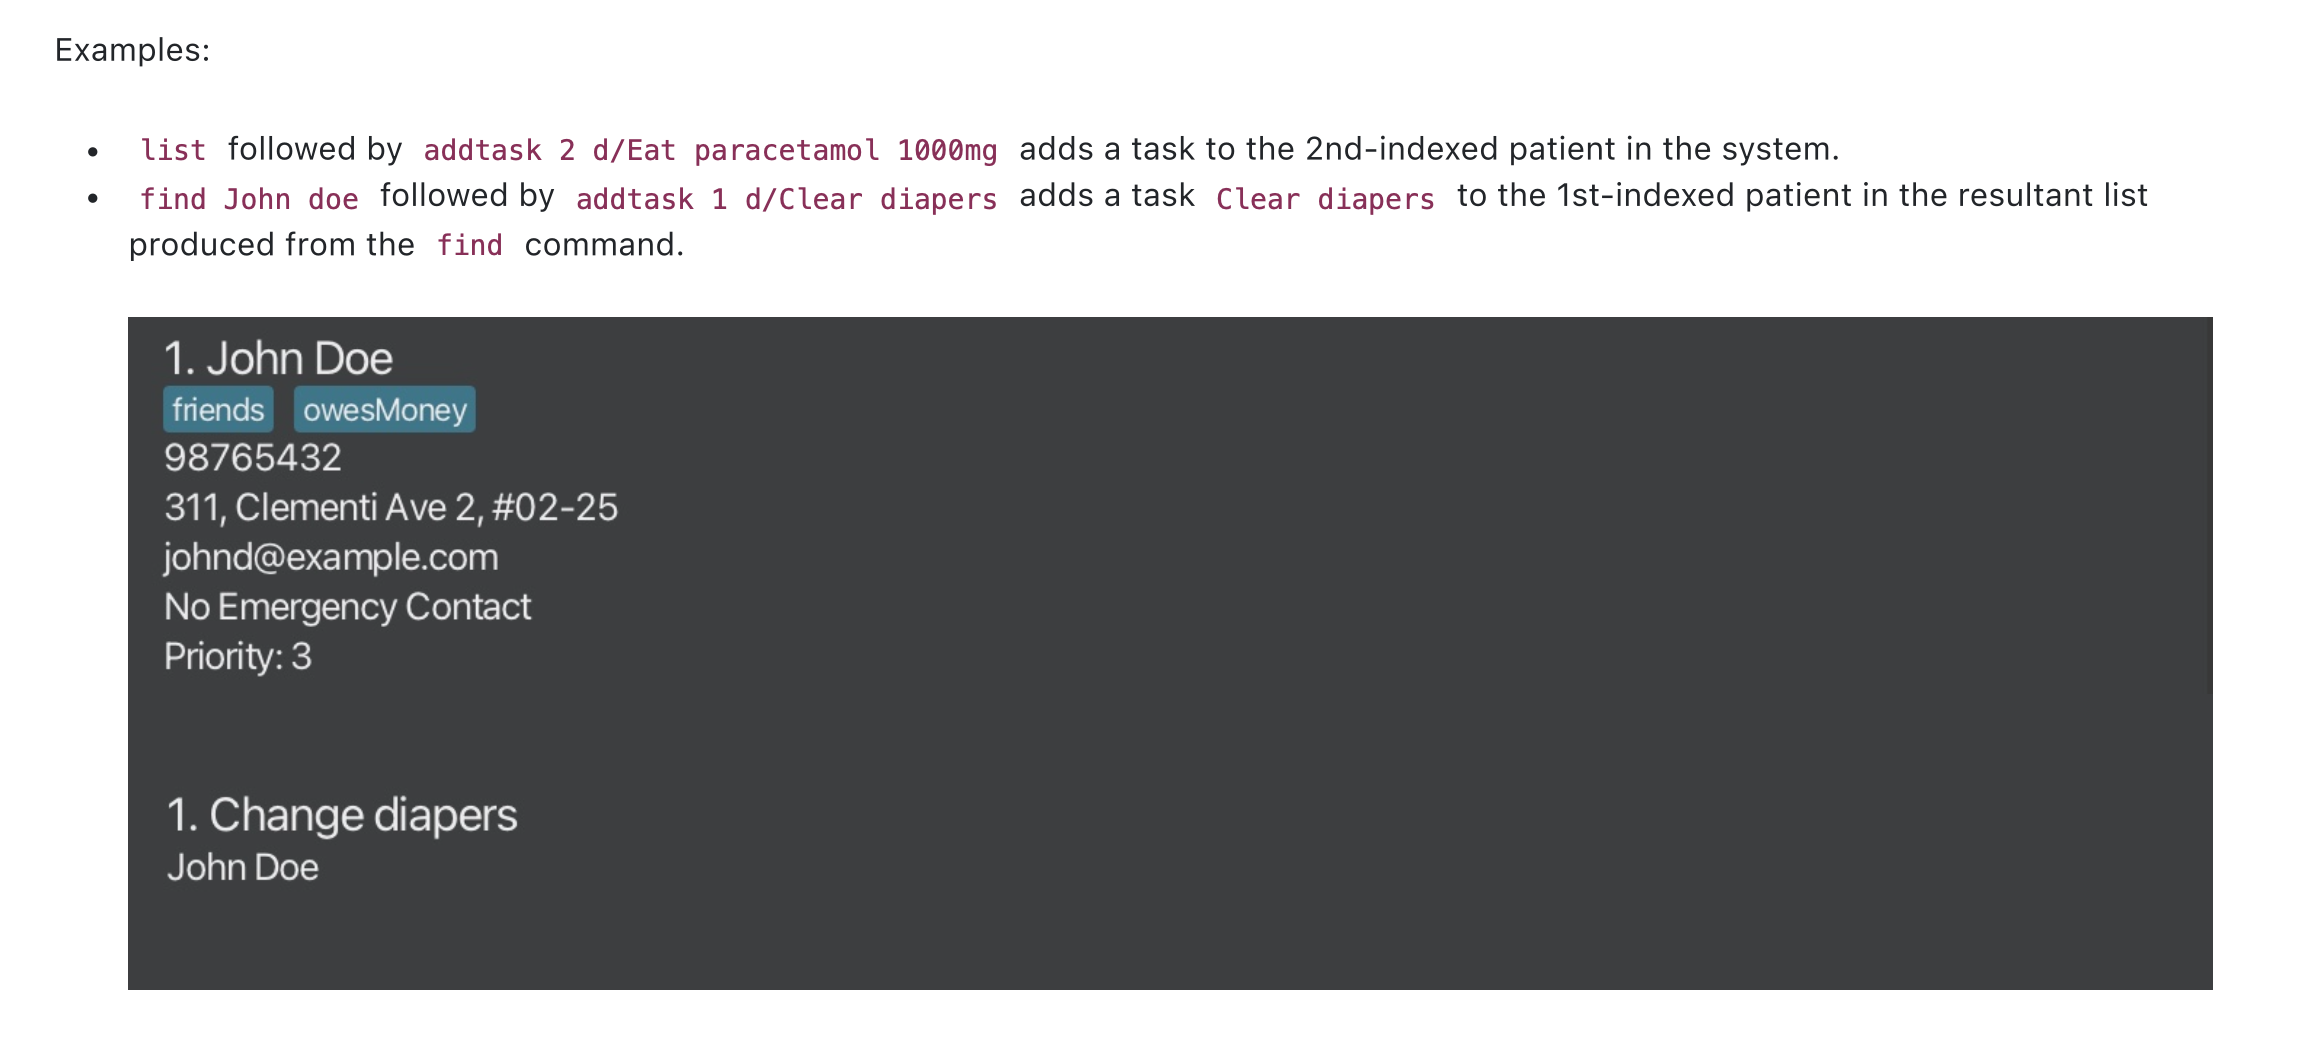 Examples:
• list followed by addtask 2 d/Eat paracetamol 1000mg adds a task to the 2nd-indexed patient in the system.
• find John doe followed by addtask 1 d/Clear diapers adds a task Clear diapers to the 1st-indexed patient in the resultant list
produced from the find command.
1. John Doe
friends owesMoney
98765432
311, Clementi Ave 2, #02-25
johnd@example.com
No Emergency Contact
Priority: 3
1. Change diapers
John Doe